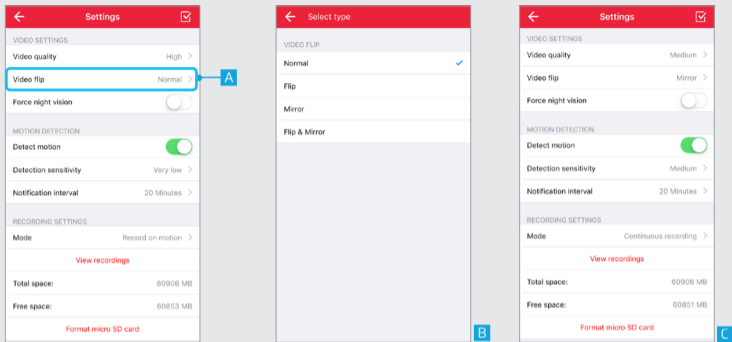 Settings
VIDEO SETTINGS
Video quality High
Video flip Normal
Force night vision
MOTION DETECTION
Detect motion
Detection sensitivity Very low
Notification interval 20 Minutes
RECORDING SETTINGS
Mode Record on motion
View recordings
Total space: 60906 MB
Free space: 60853 MB
Format micro SD card
A
Select type
VIDEO FLIP
Normal
Flip
Mirror
Flip & Mirror
B
Settings
VIDEO SETTINGS
Video quality Medium
Video flip Mirror
Force night vision
MOTION DETECTION
Detect motion
Detection sensitivity Medium
Notification interval 20 Minutes
RECORDING SETTINGS
Mode Continuous recording
View recordings
Total space: 60906 MB
Free space: 60851 MB
Format micro SD card
C